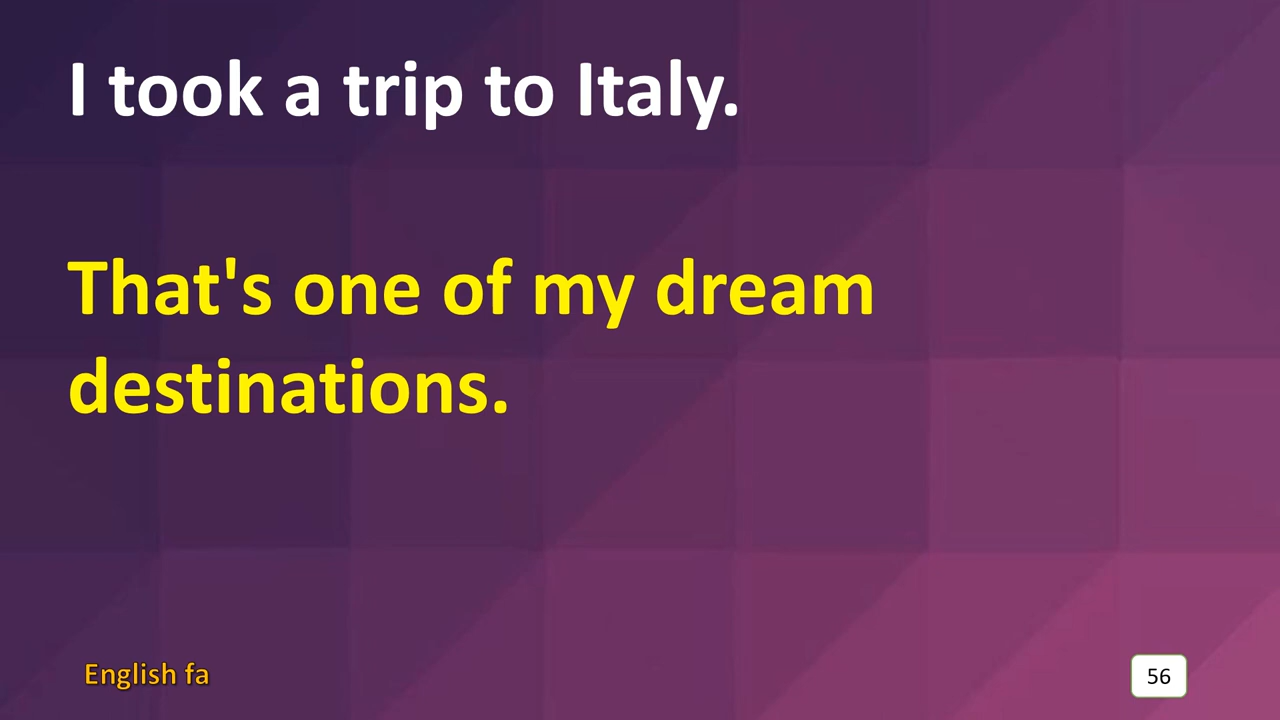 I took a trip to Italy.
That's one of my dream
destinations.
English fa
56